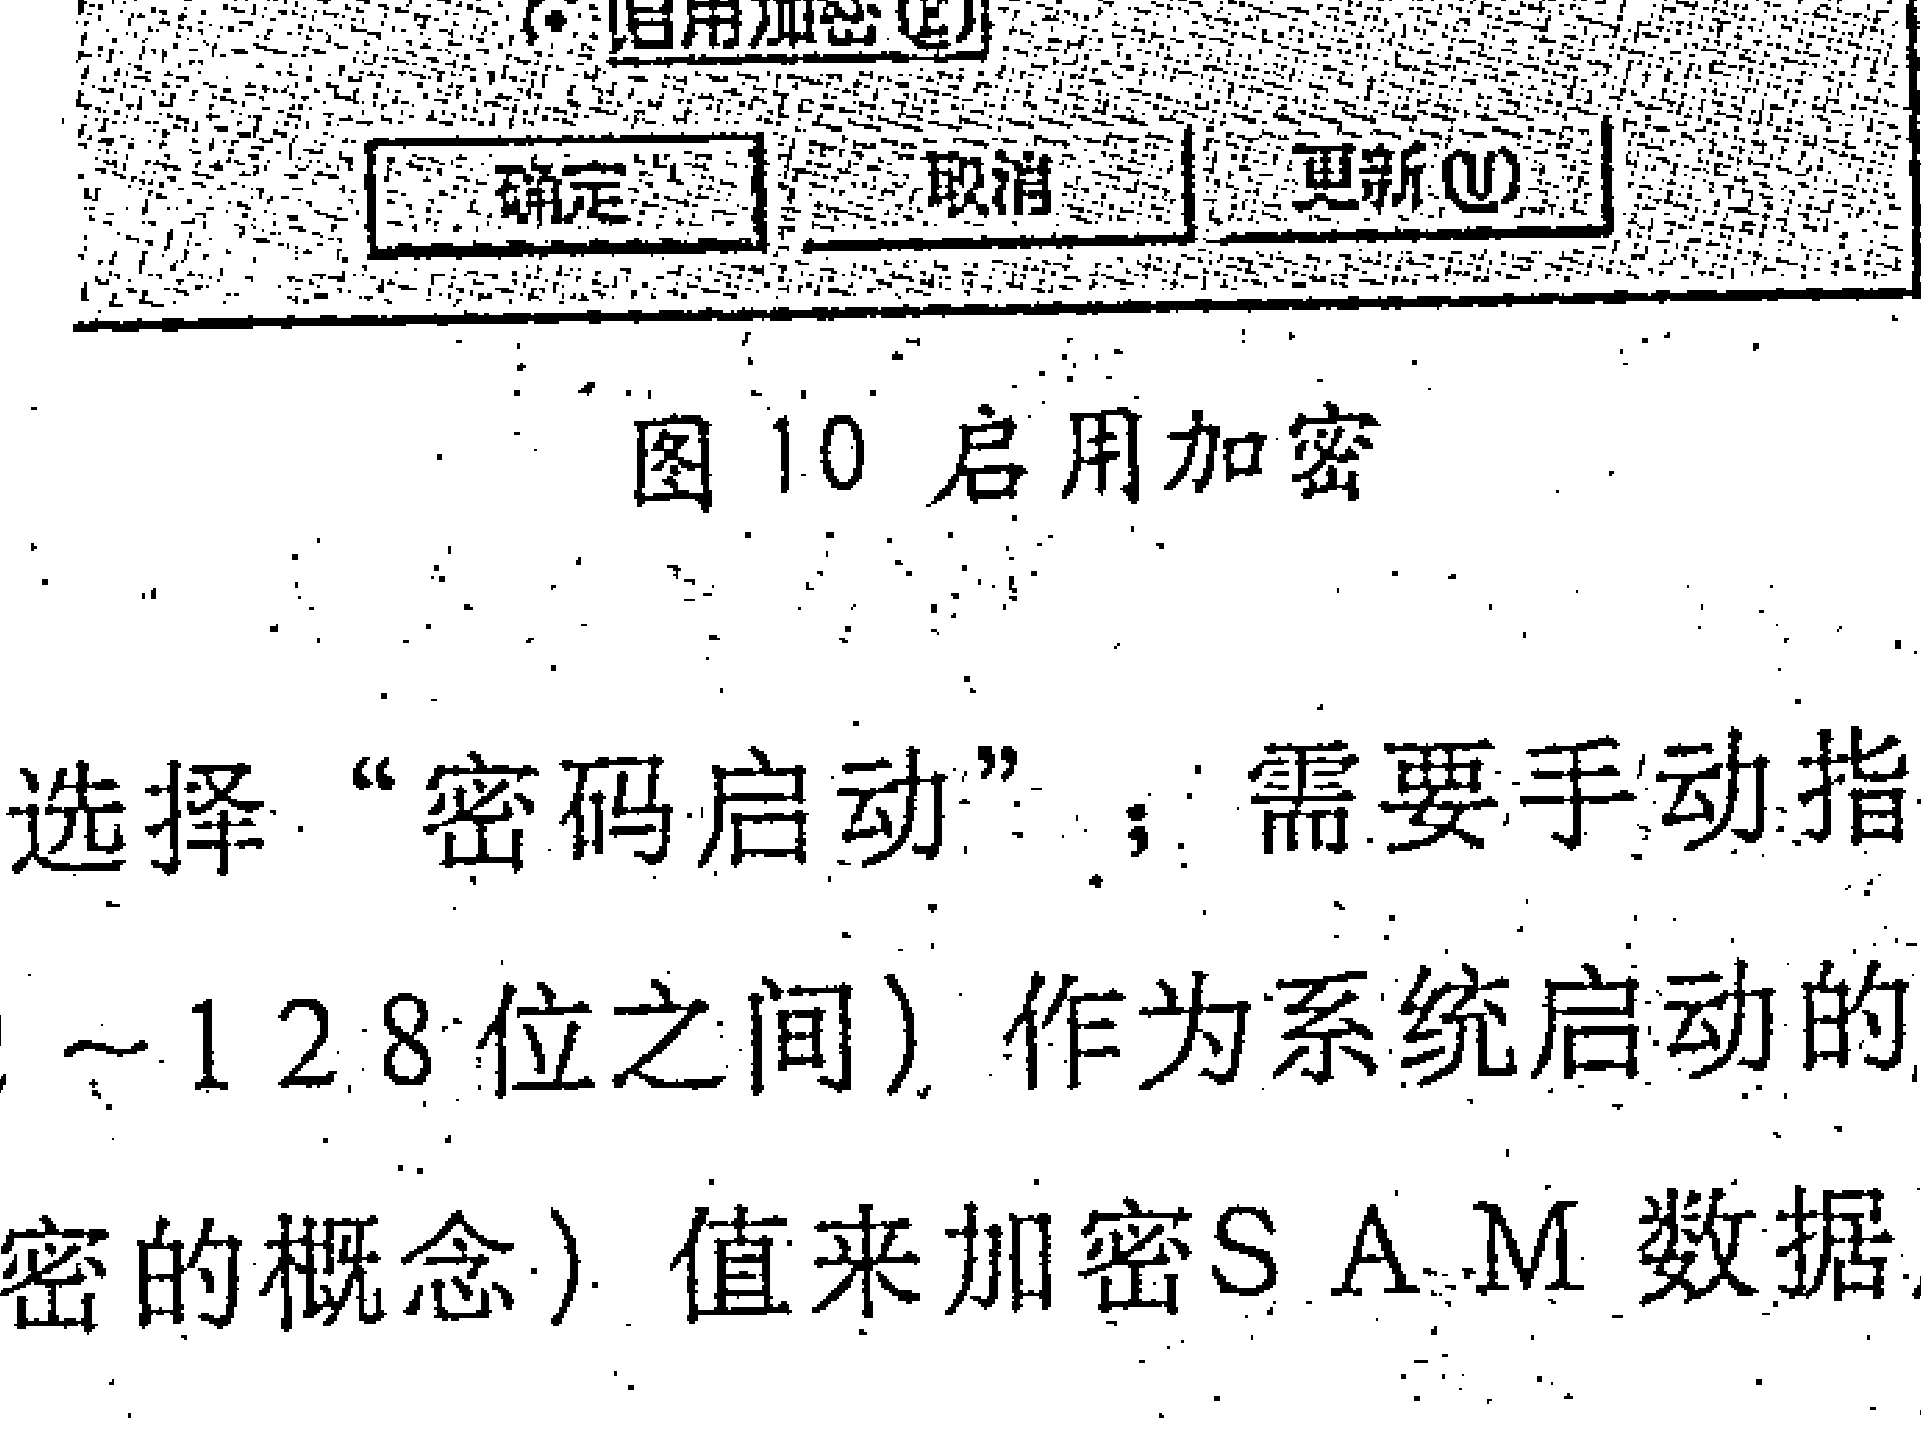 启用加密(E)
确定 取消 更新(U)
图 10 启用加密
选择“密码启动”；需要手动指
～128位之间）作为系统启动的
密的概念）值来加密SAM 数据